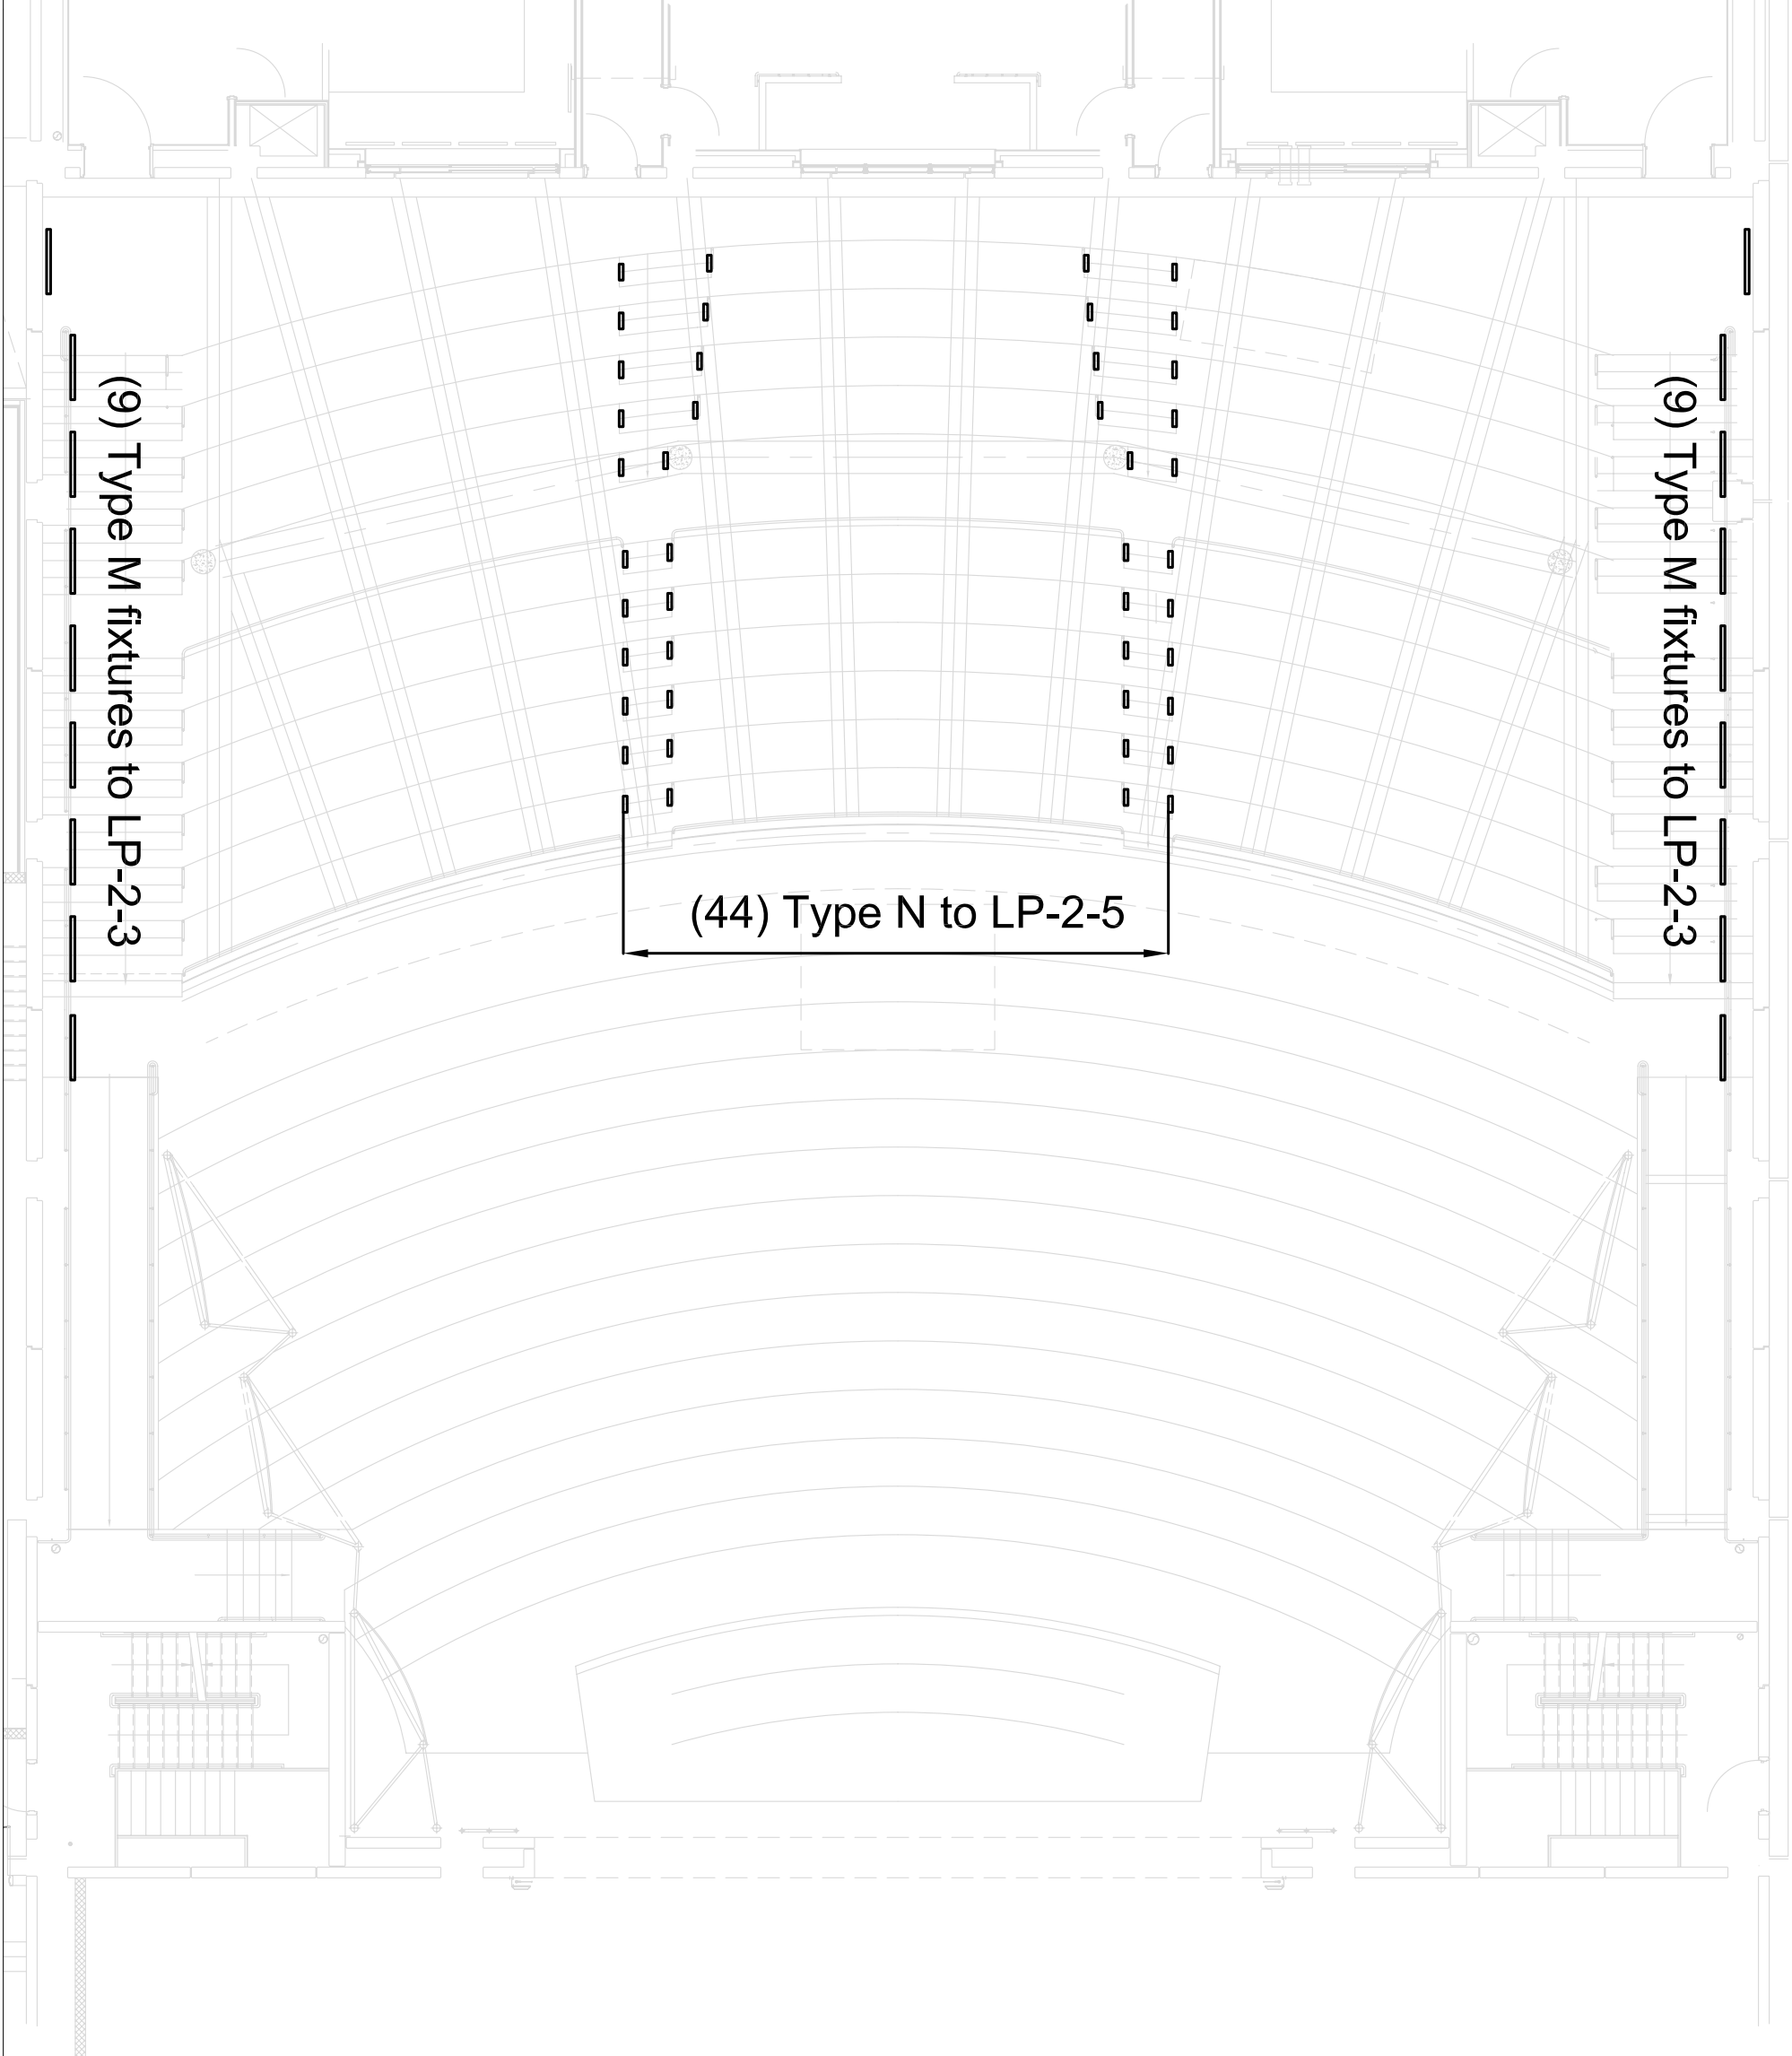 (9) Type M fixtures to LP-2-3
(9) Type M fixtures to LP-2-3
(44) Type N to LP-2-5